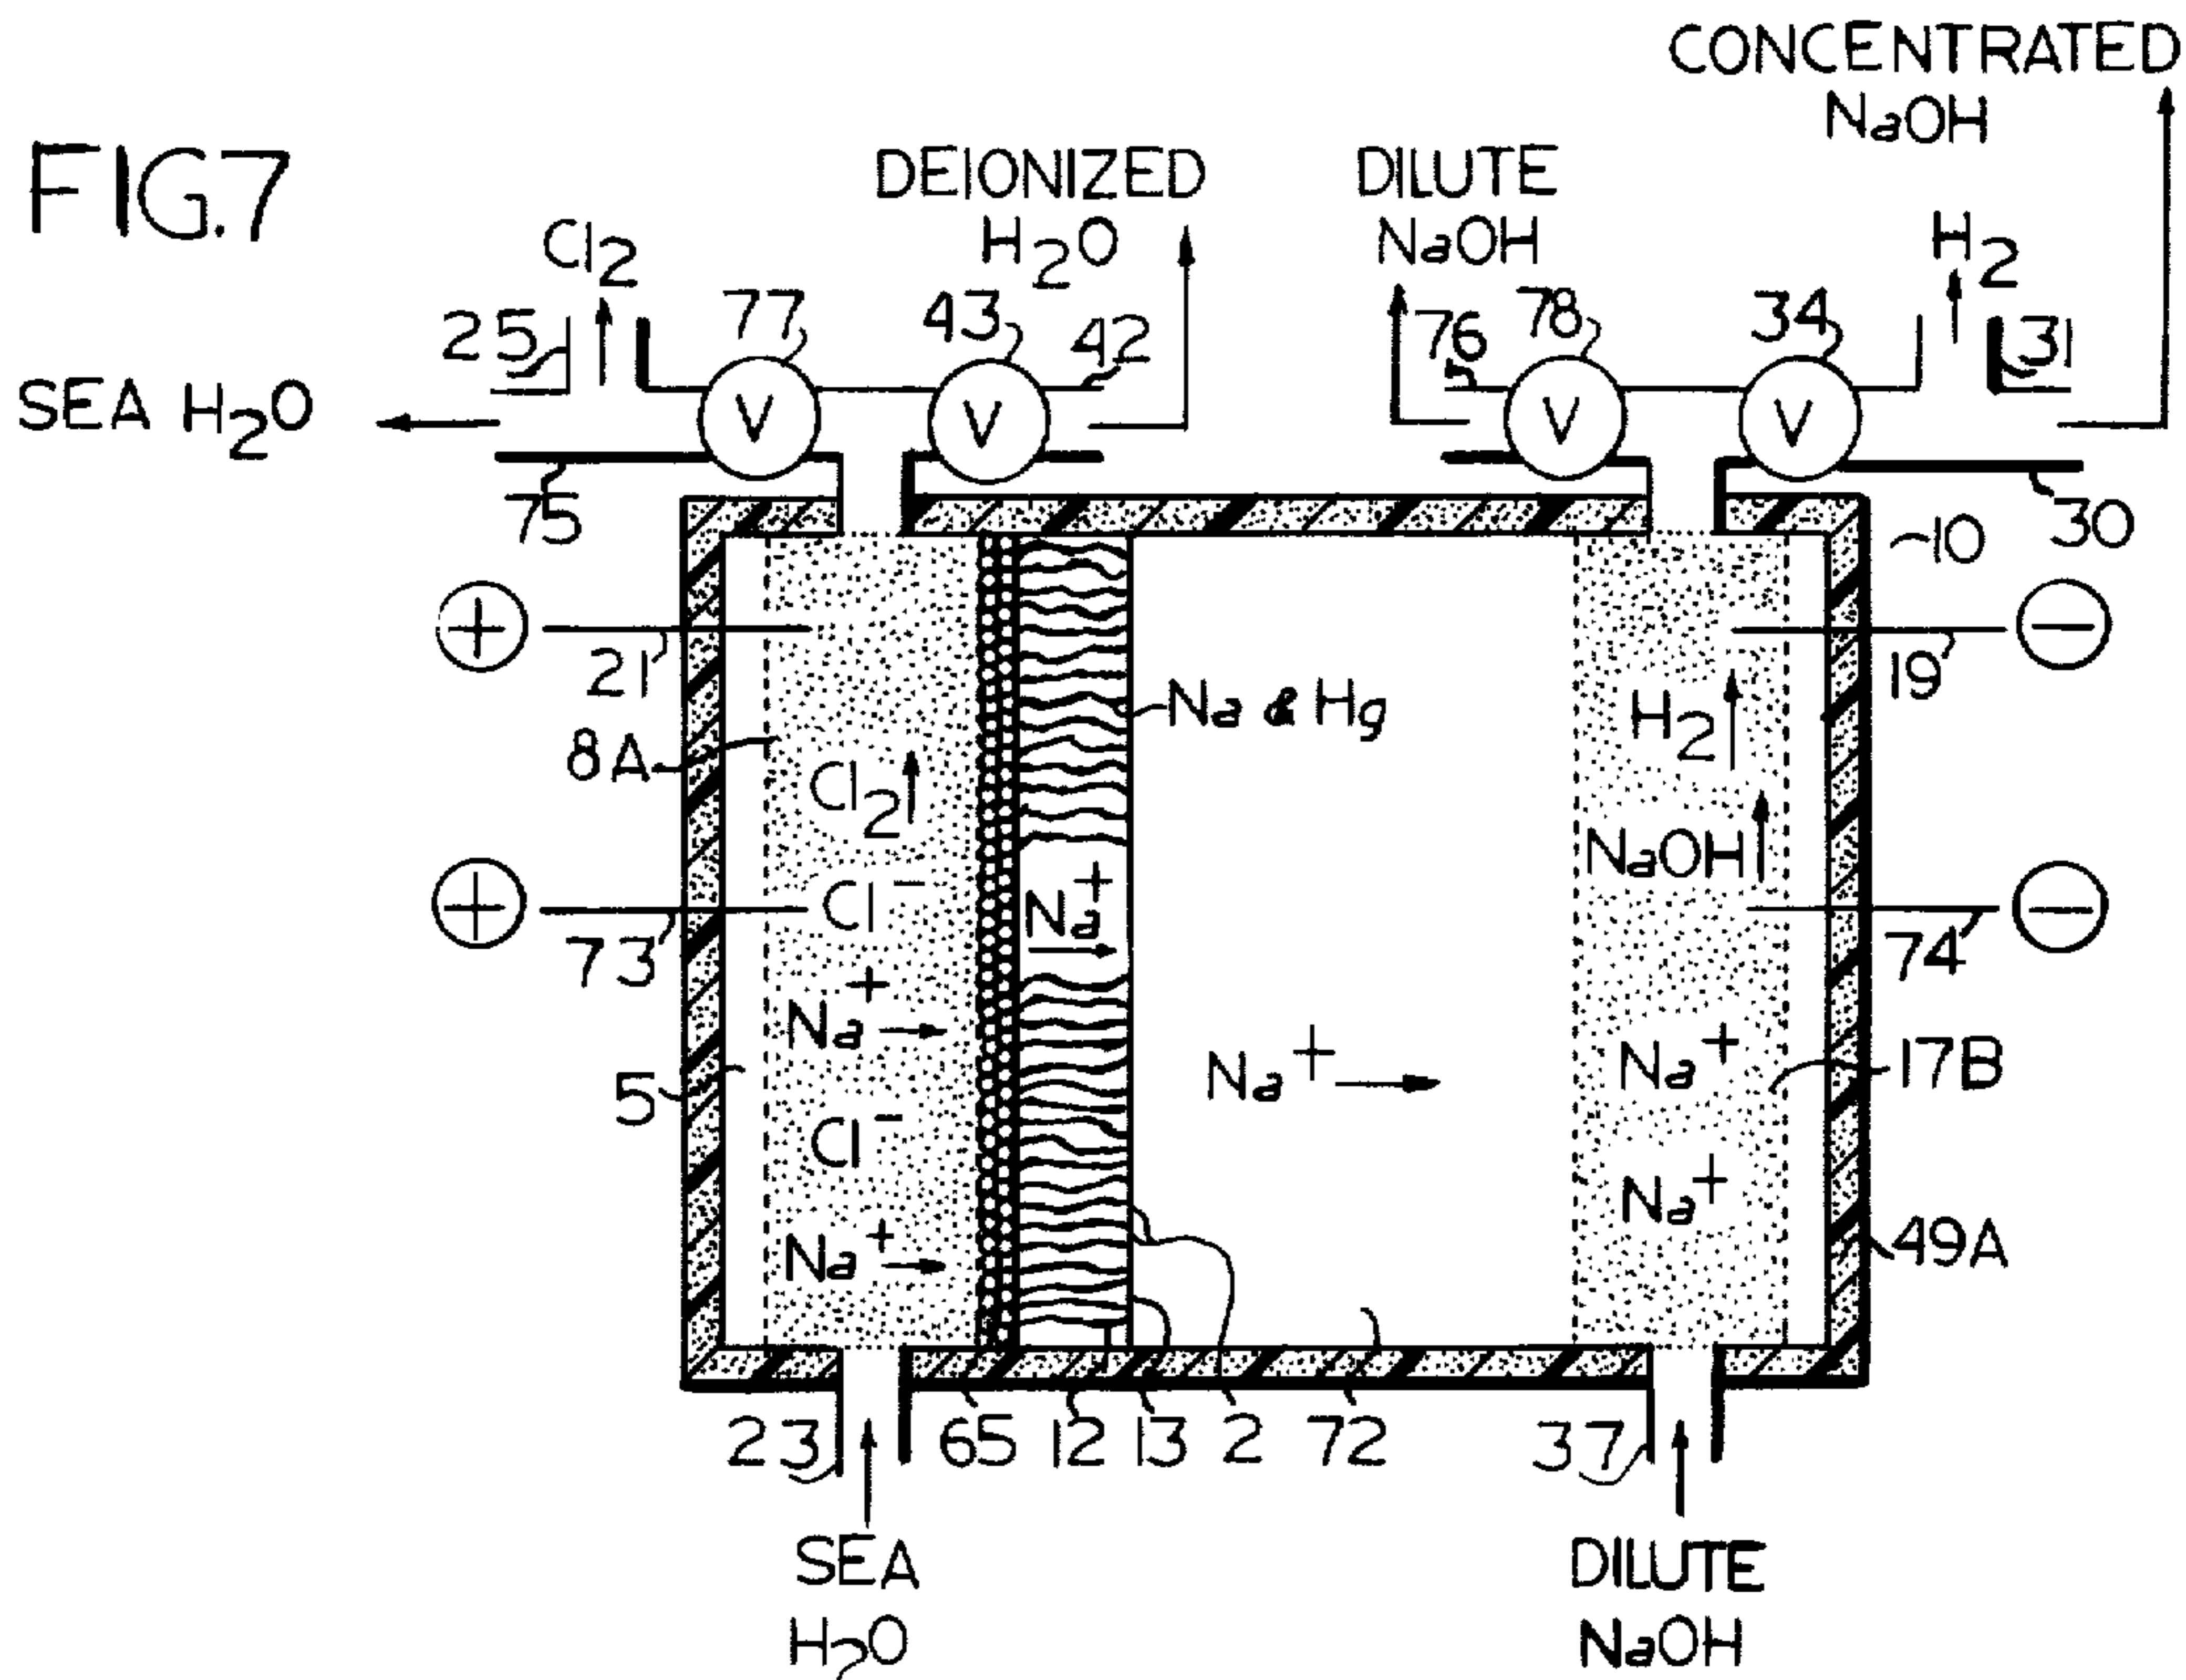 CONCENTRATED
NaOH
FIG.7
DEIONIZED
H2O
DILUTE
NaOH
Cl2
H2
25
77
43
42
76
78
34
31
SEA H2O
V
V
V
V
75
10
30
+
21
19
−
Na & Hg
8A
H2
Cl2
NaOH
+
73
Cl−
Na+
74
−
Na+
5
Na+
Na+
17B
Cl−
Na+
Na+
49A
23
65
12
13
2
72
37
SEA
H2O
DILUTE
NaOH